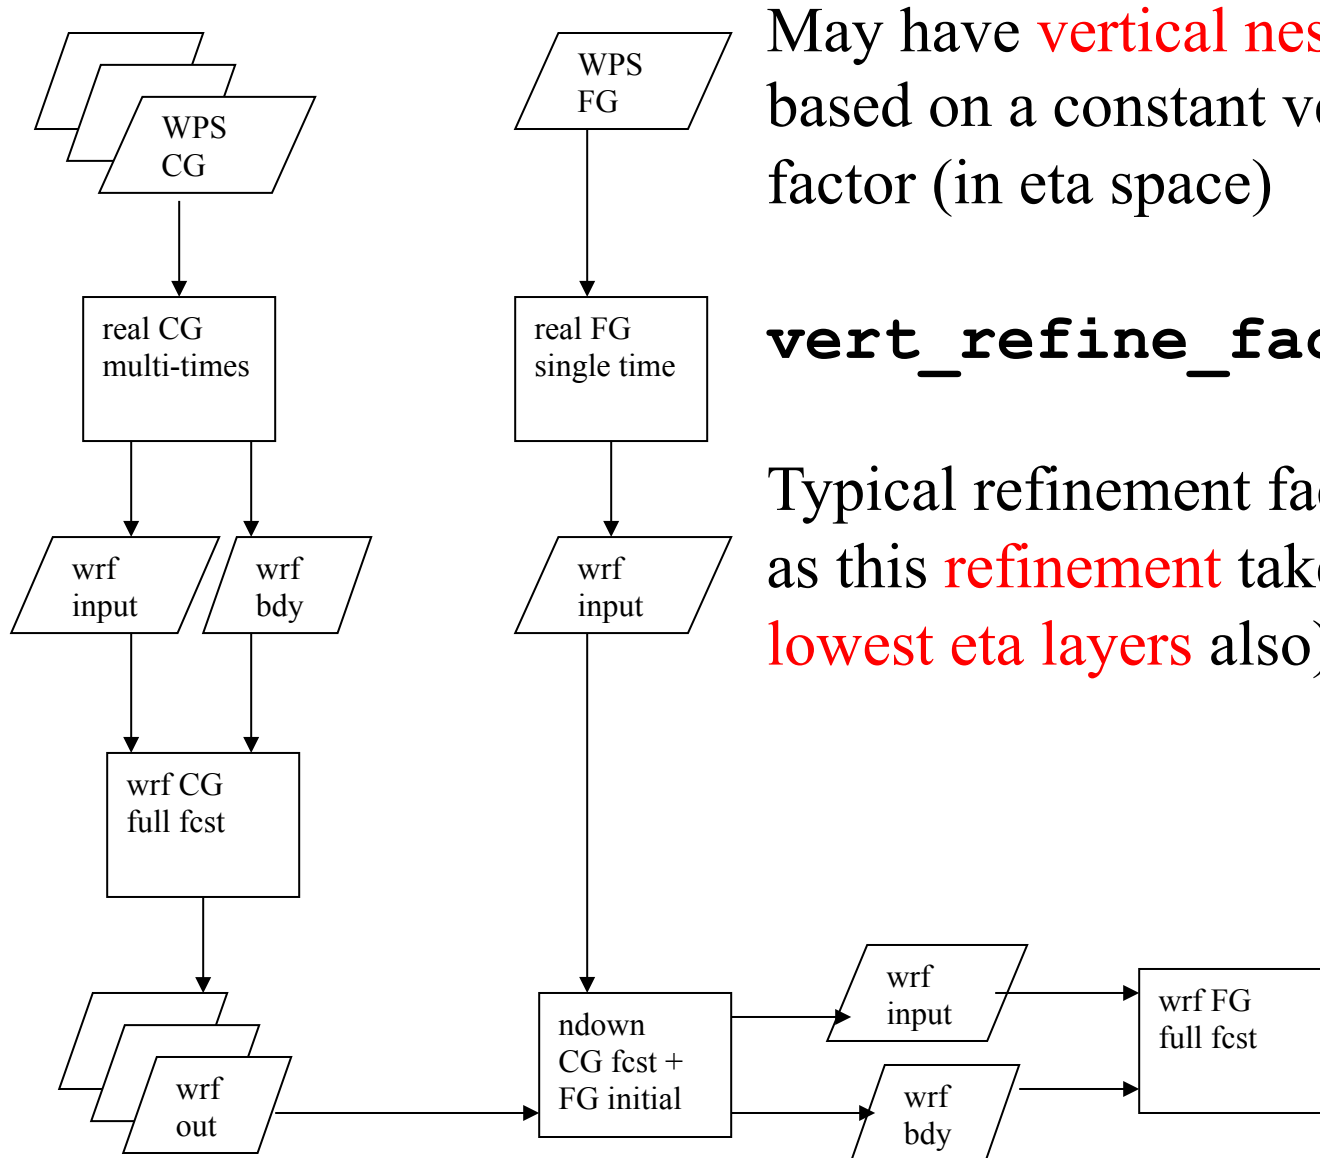 WPS
CG
WPS
FG
May have vertical nes
based on a constant ve
factor (in eta space)
real CG
multi-times
real FG
single time
vert_refine_fac
Typical refinement fac
as this refinement take
lowest eta layers also)
wrf
input
wrf
bdy
wrf
input
wrf CG
full fcst
wrf
out
ndown
CG fcst +
FG initial
wrf
input
wrf
bdy
wrf FG
full fcst